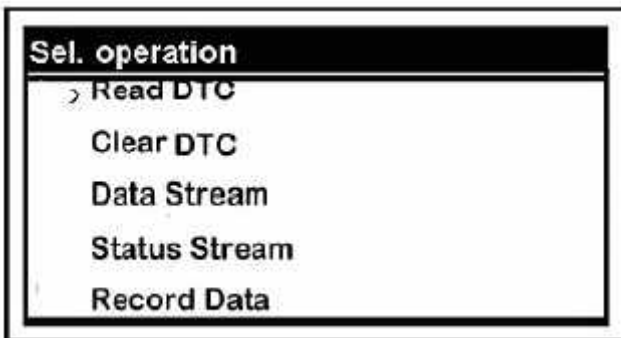 Sel. operation
> Read DTC
Clear DTC
Data Stream
Status Stream
Record Data